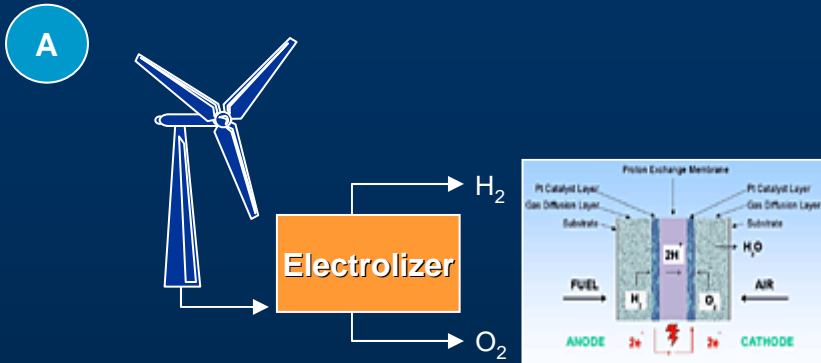 A
H2
Electrolizer
O2
Proton Exchange Membrane
Pt Catalyst Layer
Pt Catalyst Layer
Gas Diffusion Layer
Gas Diffusion Layer
Substrate
Substrate
H2O
2H+
FUEL
AIR
H2
O2
ANODE
2e-
2e-
CATHODE